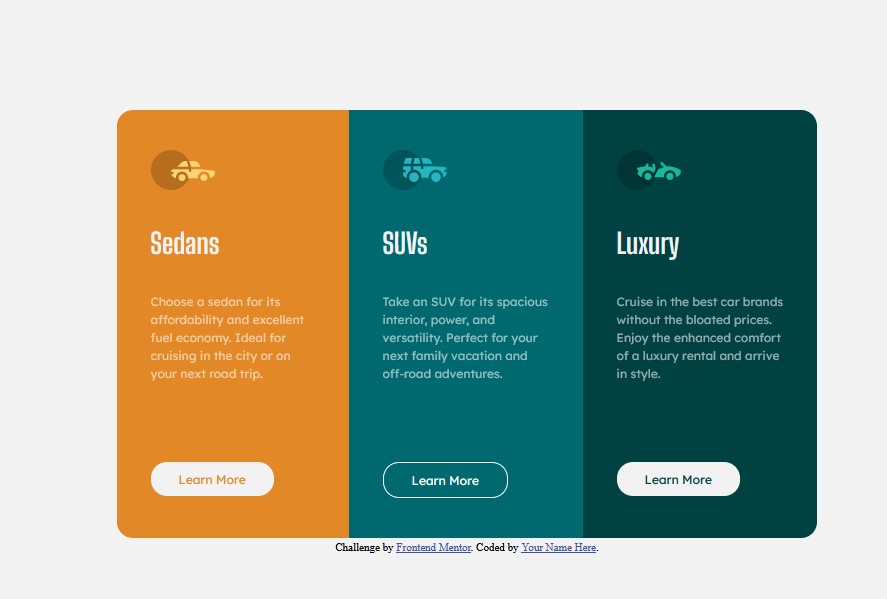 Sedans
Choose a sedan for its
affordability and excellent
fuel economy. Ideal for
cruising in the city or on
your next road trip.
Learn More
SUVs
Take an SUV for its spacious
interior, power, and
versatility. Perfect for your
next family vacation and
off-road adventures.
Learn More
Luxury
Cruise in the best car brands
without the bloated prices.
Enjoy the enhanced comfort
of a luxury rental and arrive
in style.
Learn More
Challenge by Frontend Mentor. Coded by Your Name Here.